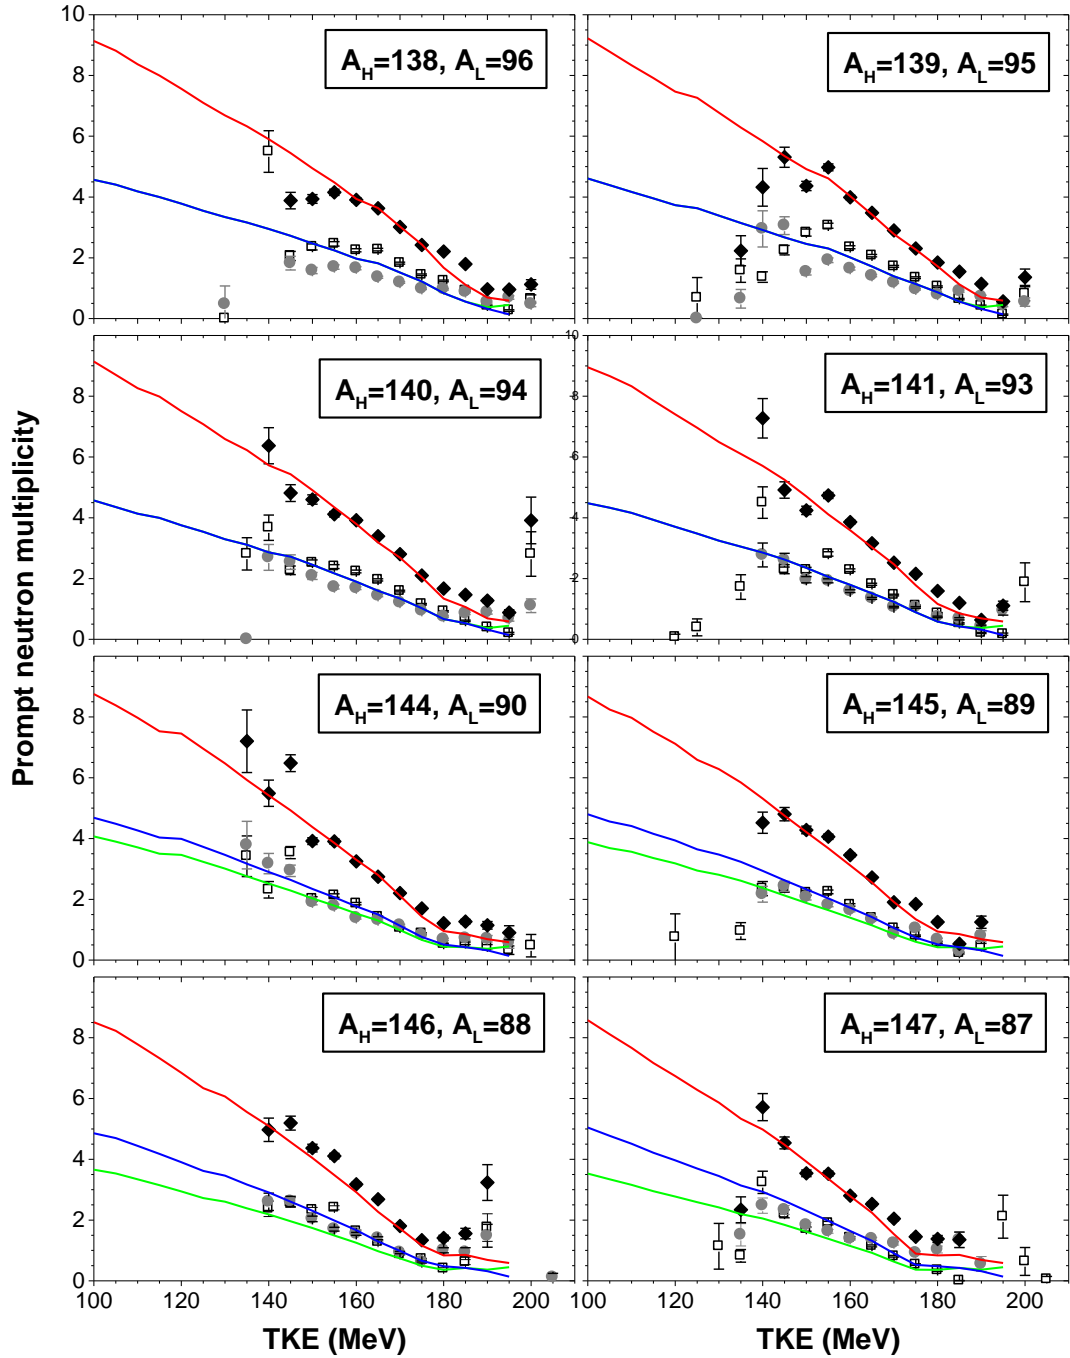 Prompt neutron multiplicity
10
8
6
4
2
0
A_H=138, A_L=96
A_H=139, A_L=95
8
6
4
2
0
A_H=140, A_L=94
10
8
6
4
2
0
A_H=141, A_L=93
8
6
4
2
0
A_H=144, A_L=90
A_H=145, A_L=89
8
6
4
2
0
A_H=146, A_L=88
A_H=147, A_L=87
100 120 140 160 180 200
100 120 140 160 180 200
TKE (MeV)
TKE (MeV)